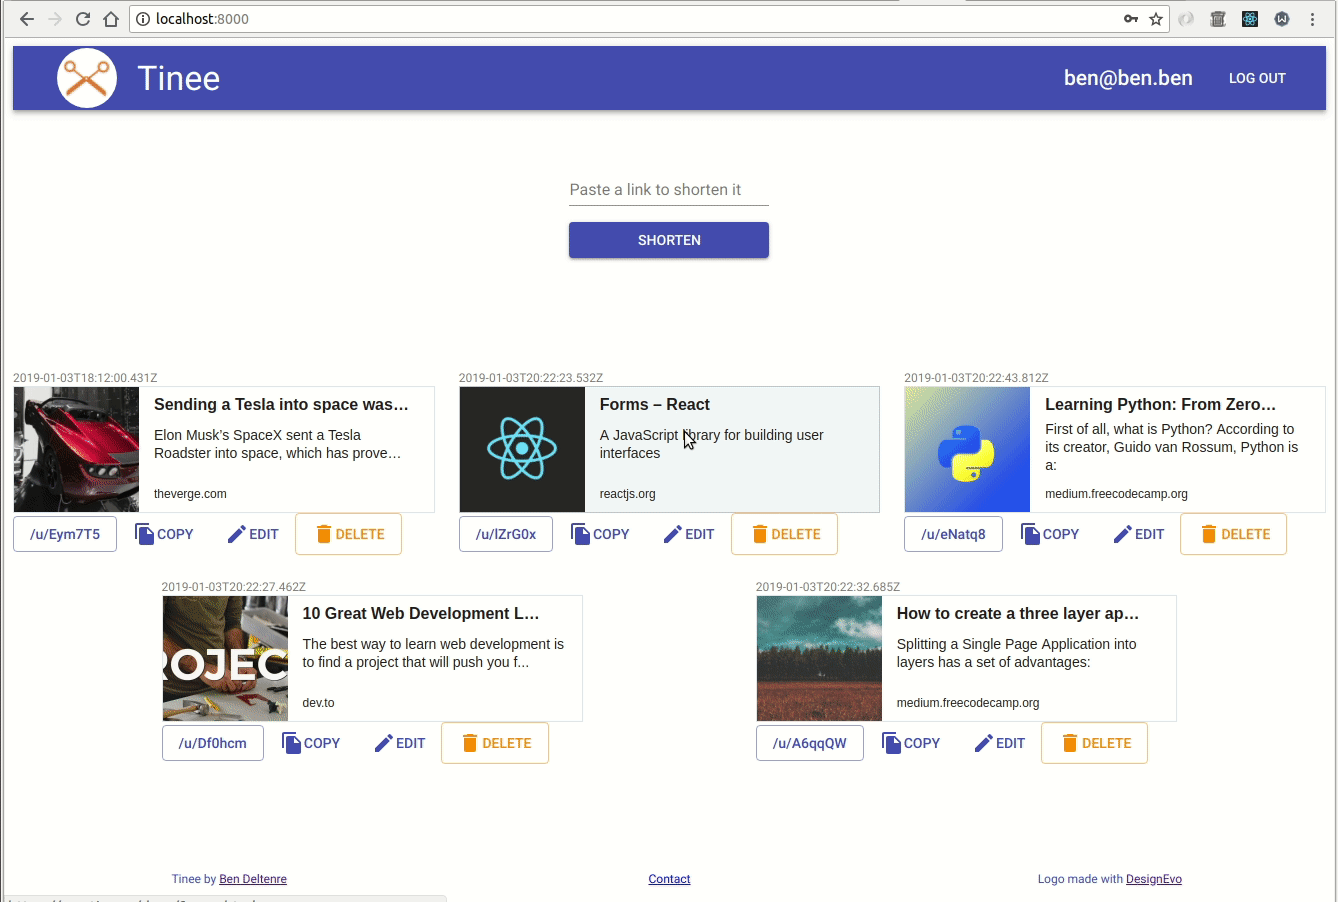 localhost:8000
Tinee
ben@ben.ben
LOG OUT
Paste a link to shorten it
SHORTEN
2019-01-03T18:12:00.431Z
Sending a Tesla into space was…
Elon Musk's SpaceX sent a Tesla
Roadster into space, which has prove…
theverge.com
/u/Eym7T5
COPY
EDIT
DELETE
2019-01-03T20:22:23.532Z
Forms – React
A JavaScript library for building user
interfaces
reactjs.org
/u/lZrG0x
COPY
EDIT
DELETE
2019-01-03T20:22:43.812Z
Learning Python: From Zero…
First of all, what is Python? According to
its creator, Guido van Rossum, Python is
a:
medium.freecodecamp.org
/u/eNatq8
COPY
EDIT
DELETE
2019-01-03T20:22:27.462Z
ROJEC
10 Great Web Development L…
The best way to learn web development is
to find a project that will push you f...
dev.to
/u/Df0hcm
COPY
EDIT
DELETE
2019-01-03T20:22:32.685Z
How to create a three layer ap…
Splitting a Single Page Application into
layers has a set of advantages:
medium.freecodecamp.org
/u/A6qqQW
COPY
EDIT
DELETE
Tinee by Ben Deltenre
Contact
Logo made with DesignEvo